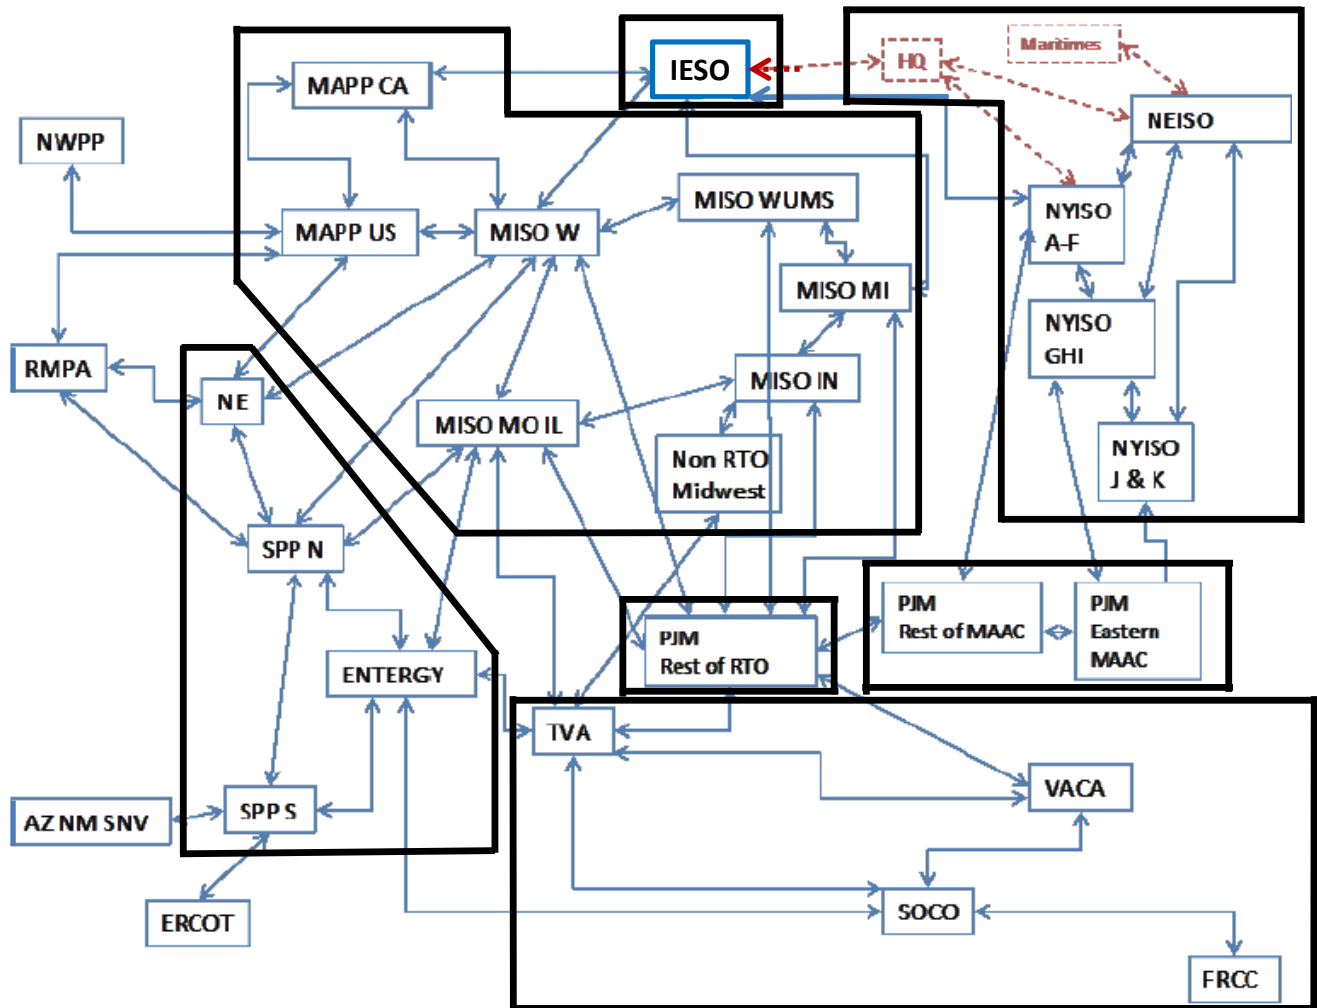 IESO
HQ
Maritimes
MAPP CA
NEISO
NWPP
MISO WUMS
NYISO
A-F
MAPP US
MISO W
MISO MI
NYISO
GHI
RMPA
MISO IN
NE
MISO MO IL
Non RTO
Midwest
NYISO
J & K
SPP N
PJM
Rest of MAAC
PJM
Eastern
MAAC
PJM
Rest of RTO
ENTERGY
TVA
VACA
AZ NM SNV
SPP S
ERCOT
SOCO
FRCC